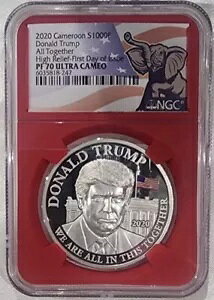 2020 Cameroon S1000F
Donald Trump
All Together
High Relief-First Day of Issue
PF 70 ULTRA CAMEO
6035818-247
NGC
DONALD TRUMP
2020
WE ARE ALL IN THIS TOGETHER